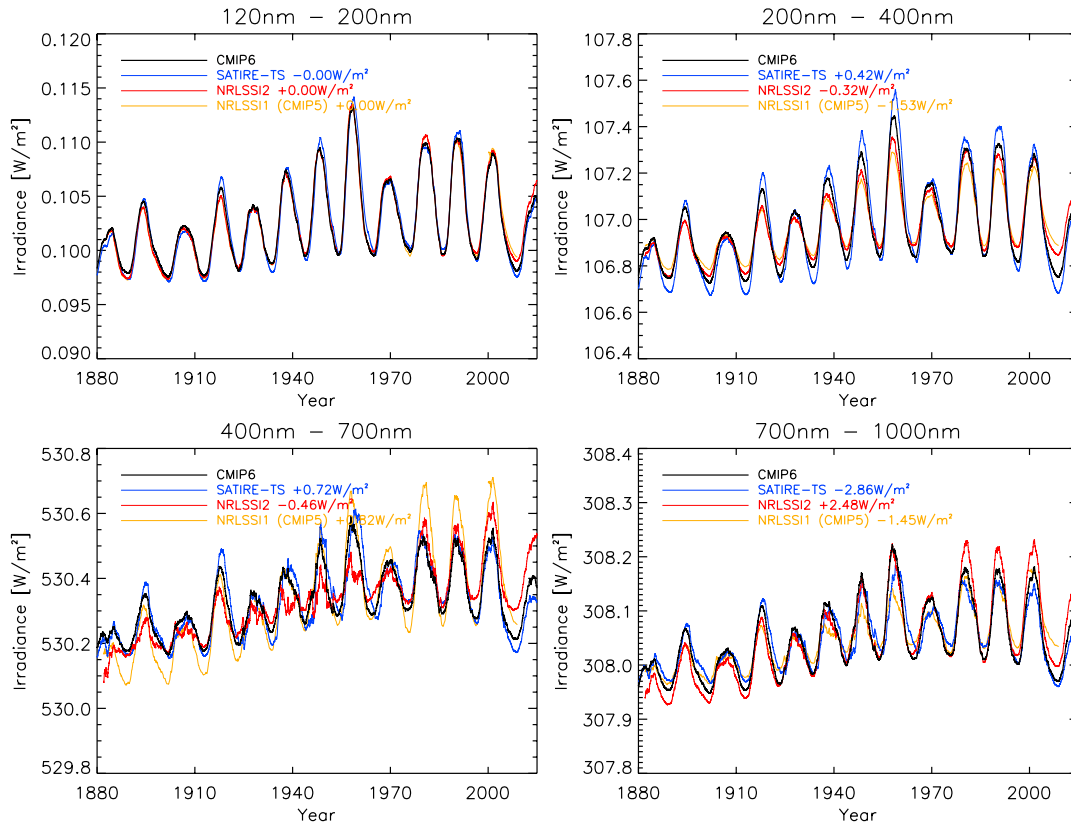 120nm – 200nm
0.120
0.115
0.110
0.105
0.100
0.095
0.090
Irradiance [W/m²]
CMIP6
SATIRE–TS –0.00W/m²
NRLSSI2 +0.00W/m²
NRLSSI1 (CMIP5) +0.00W/m²
1880 1910 1940 1970 2000
Year
200nm – 400nm
107.8
107.6
107.4
107.2
107.0
106.8
106.6
106.4
Irradiance [W/m²]
CMIP6
SATIRE–TS +0.42W/m²
NRLSSI2 –0.32W/m²
NRLSSI1 (CMIP5) 53W/m²
1880 1910 1940 1970 2000
Year
400nm – 700nm
530.8
530.6
530.4
530.2
530.0
529.8
Irradiance [W/m²]
CMIP6
SATIRE–TS +0.72W/m²
NRLSSI2 –0.46W/m²
NRLSSI1 (CMIP5) 32W/m²
1880 1910 1940 1970 2000
Year
700nm – 1000nm
308.4
308.3
308.2
308.1
308.0
307.9
307.8
Irradiance [W/m²]
CMIP6
SATIRE–TS –2.86W/m²
NRLSSI2 +2.48W/m²
NRLSSI1 (CMIP5) –1.45W/m²
1880 1910 1940 1970 2000
Year